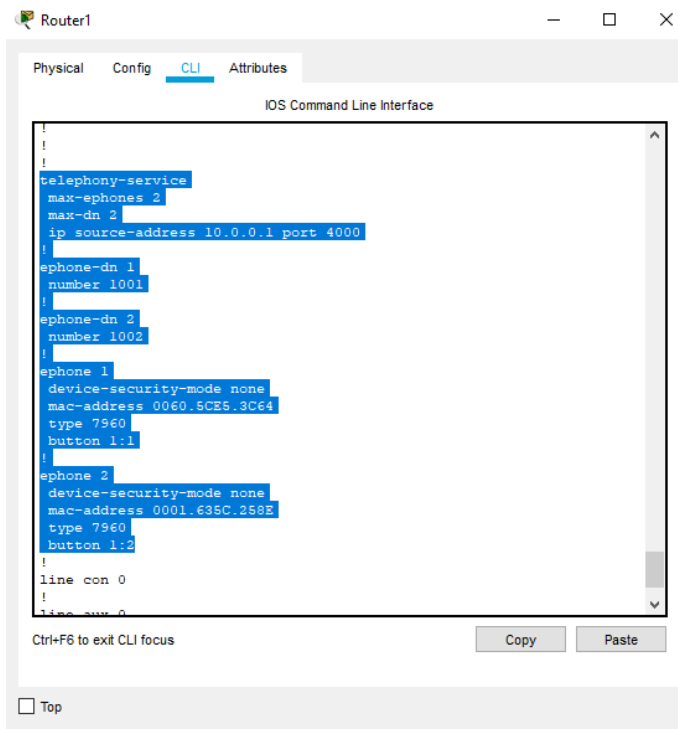 Router1
Physical Config CLI Attributes
IOS Command Line Interface
!
!
!
telephony-service
max-ephones 2
max-dn 2
ip source-address 10.0.0.1 port 4000
!
ephone-dn 1
number 1001
!
ephone-dn 2
number 1002
!
ephone 1
device-security-mode none
mac-address 0060.5CE5.3C64
type 7960
button 1:1
!
ephone 2
device-security-mode none
mac-address 0001.635C.258E
type 7960
button 1:2
!
line con 0
!
line aux 0
Ctrl+F6 to exit CLI focus
Copy Paste
Top